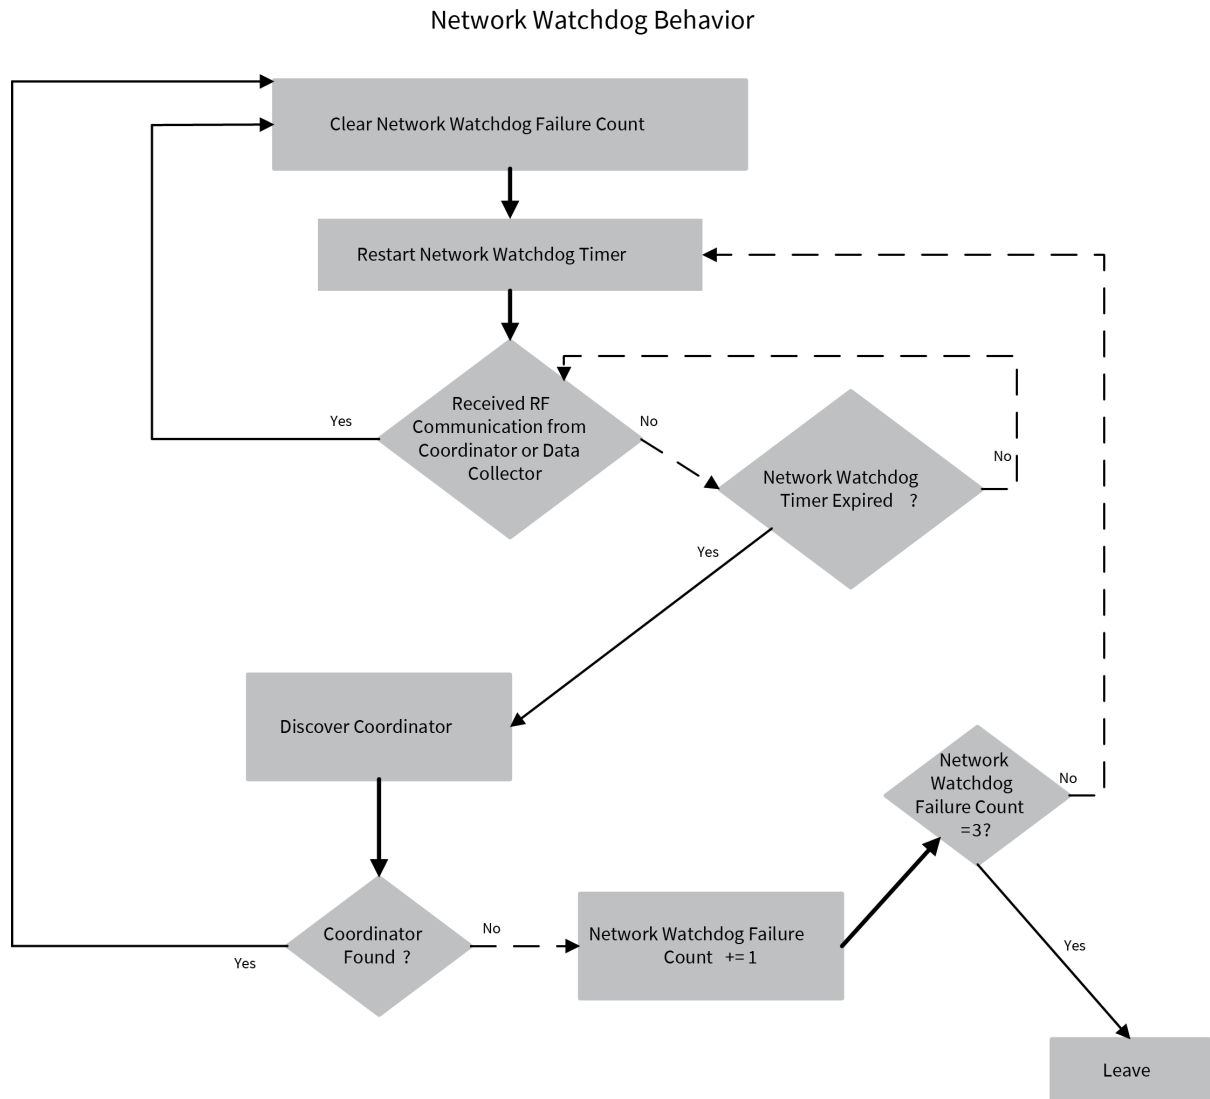 Network Watchdog Behavior
Clear Network Watchdog Failure Count
Restart Network Watchdog Timer
Received RF
Communication from
Coordinator or Data
Collector
Yes
No
Network Watchdog
Timer Expired ?
No
Yes
Discover Coordinator
Network
Watchdog
Failure Count
=3?
No
Coordinator
Found ?
Yes
No
Network Watchdog Failure
Count += 1
Yes
Leave